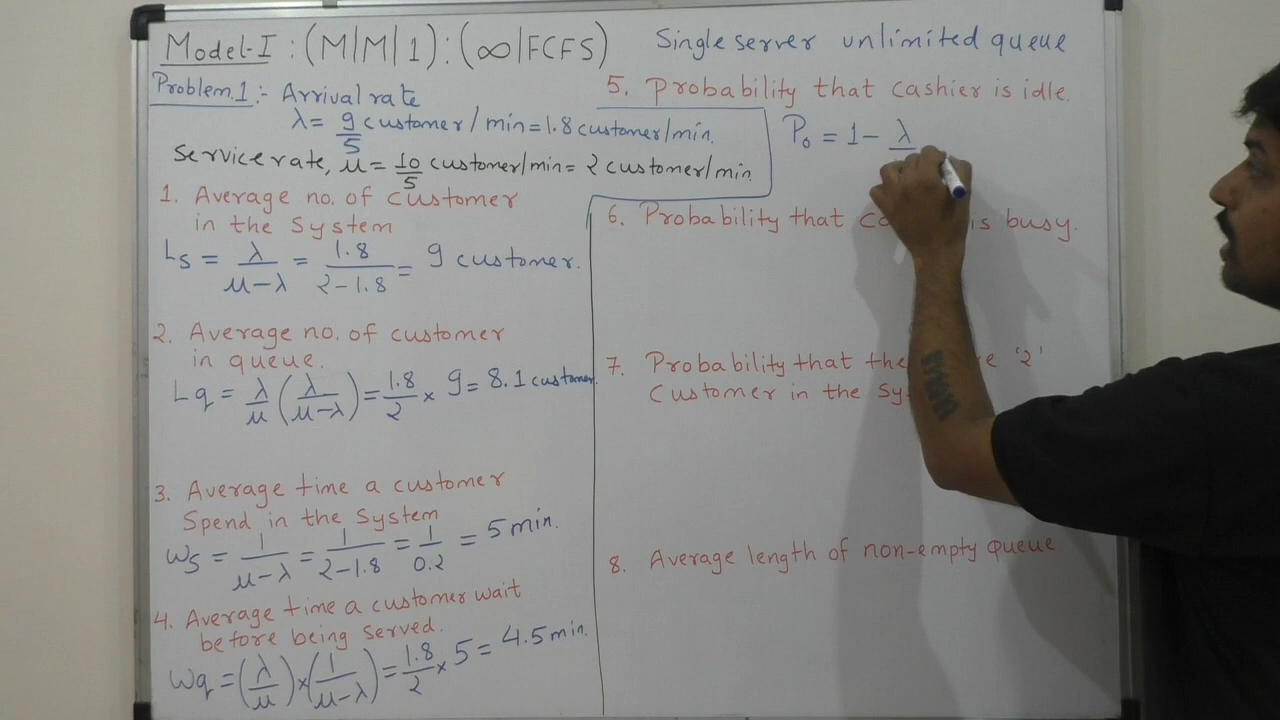 Model-I : (M|M|1) : (∞|FCFS) Single server unlimited queue
Problem.1 :- Arrival rate
λ = 9/5 customer / min = 1.8 customer/min.
Service rate, μ = 10/5 customer/min = 2 customer/min
1. Average no. of customer
in the System
Ls = λ/(μ-λ) = 1.8/(2-1.8) = 9 customer.
2. Average no. of customer
in queue.
Lq = λ/μ (λ/(μ-λ)) = 1.8/2 × 9 = 8.1 customer
3. Average time a customer
Spend in the System
Ws = 1/(μ-λ) = 1/(2-1.8) = 1/0.2 = 5 min.
4. Average time a customer wait
before being served.
Wq = (λ/μ) × (1/(μ-λ)) = 1.8/2 × 5 = 4.5 min.
5. Probability that cashier is idle.
P₀ = 1 - λ
6. Probability that is busy.
7. Probability that '2'
Customer in the
8. Average length of non-empty queue